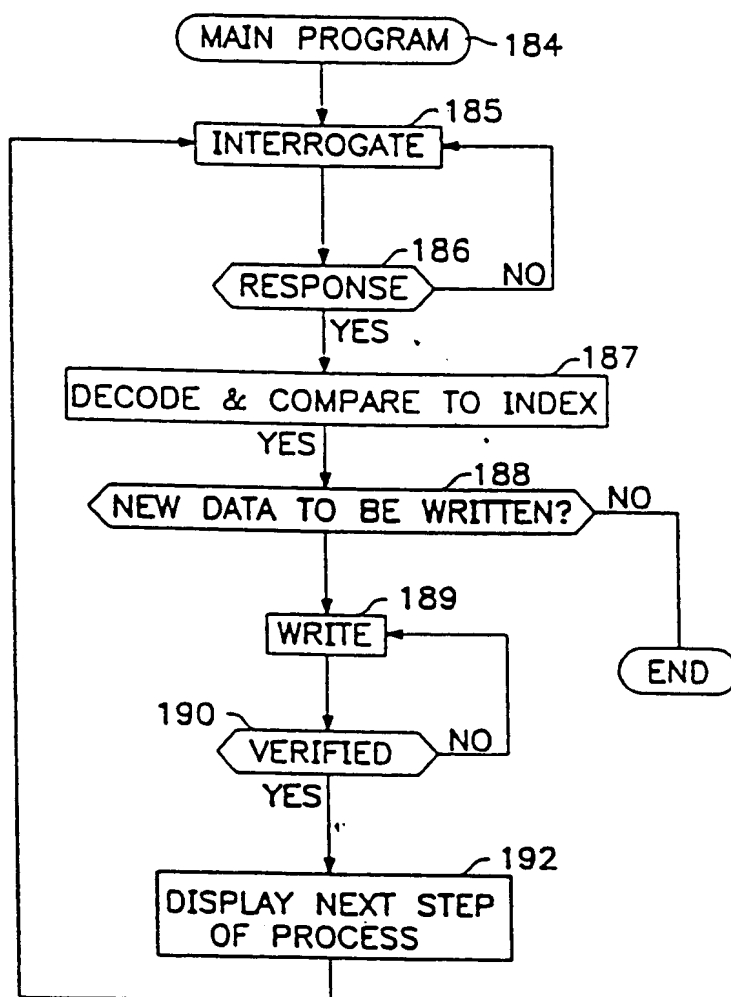 MAIN PROGRAM
184
185
INTERROGATE
186
RESPONSE
NO
YES
187
DECODE & COMPARE TO INDEX
YES
188
NEW DATA TO BE WRITTEN?
NO
189
WRITE
END
190
VERIFIED
NO
YES
192
DISPLAY NEXT STEP
OF PROCESS